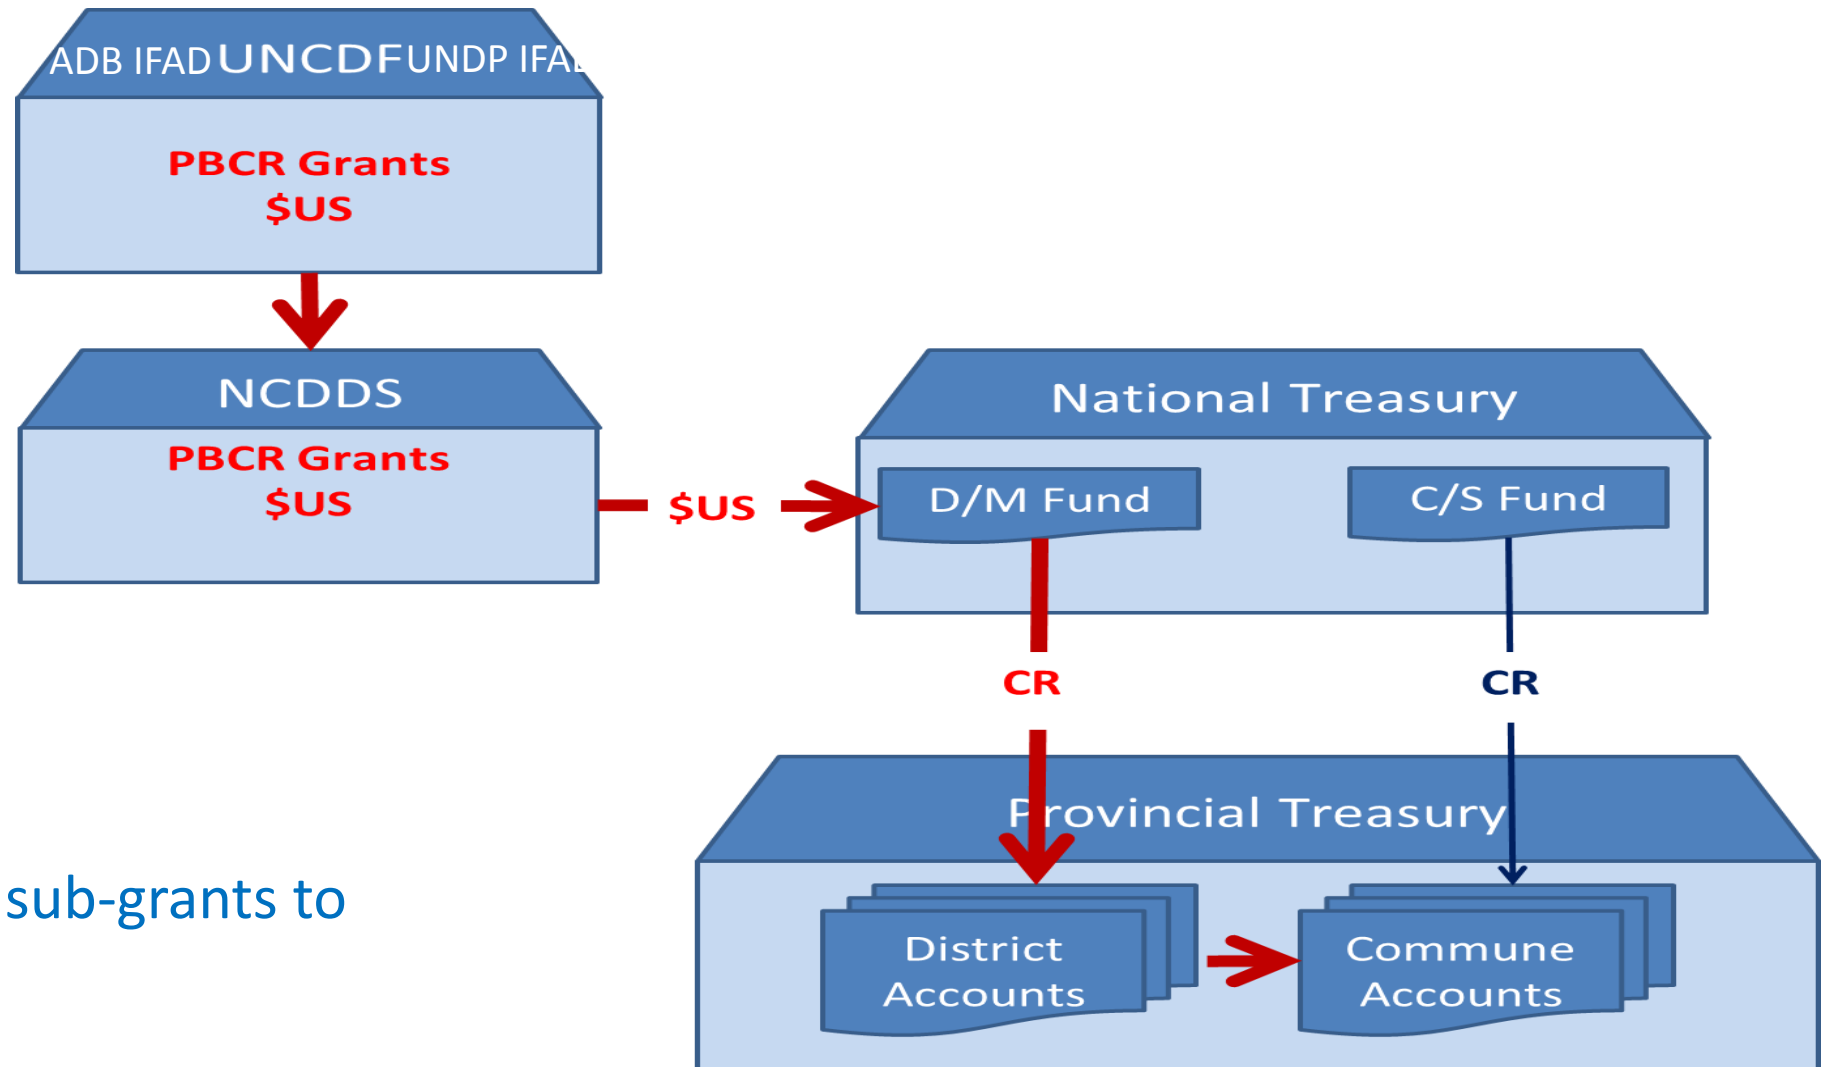 ADB IFAD UNCDF UNDP IFAD
PBCR Grants
$US
NCDDS
PBCR Grants
$US
$US
National Treasury
D/M Fund
C/S Fund
CR
CR
Provincial Treasury
sub-grants to
District
Accounts
Commune
Accounts